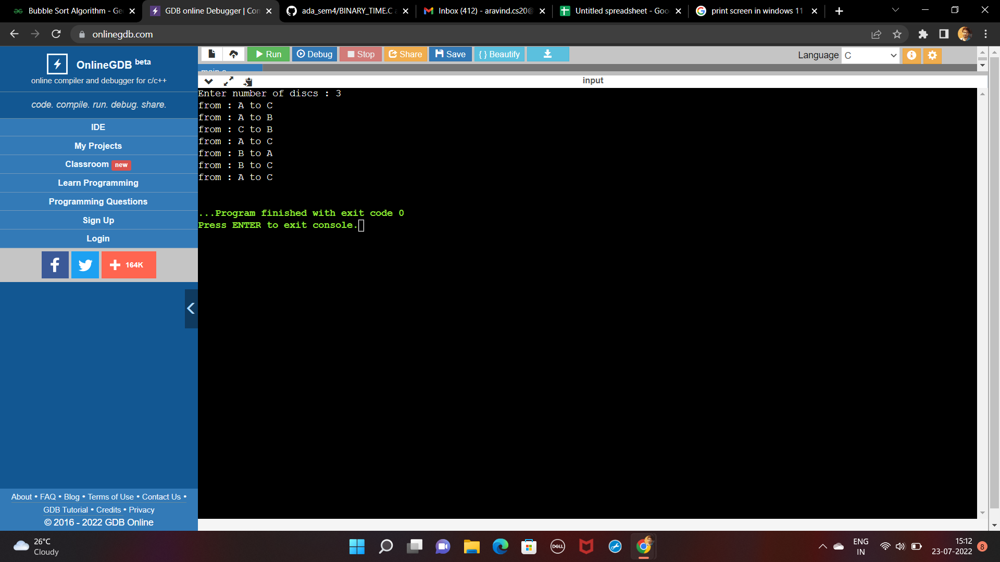 Bubble Sort Algorithm - Ge
GDB online Debugger | Con
ada_sem4/BINARY_TIME.C a
Inbox (412) - aravind.cs20@
Untitled spreadsheet - Goo
print screen in windows 11
onlinegdb.com
OnlineGDB beta
online compiler and debugger for c/c++
code. compile. run. debug. share.
IDE
My Projects
Classroom new
Learn Programming
Programming Questions
Sign Up
Login
f
164K
About • FAQ • Blog • Terms of Use • Contact Us •
GDB Tutorial • Credits • Privacy
© 2016 - 2022 GDB Online
Run Debug Stop Share Save { } Beautify
Language C
input
Enter number of discs : 3
from : A to C
from : A to B
from : C to B
from : A to C
from : B to A
from : B to C
from : A to C
...Program finished with exit code 0
Press ENTER to exit console.
26°C
Cloudy
DELL
ENG
IN
15:12
23-07-2022
8